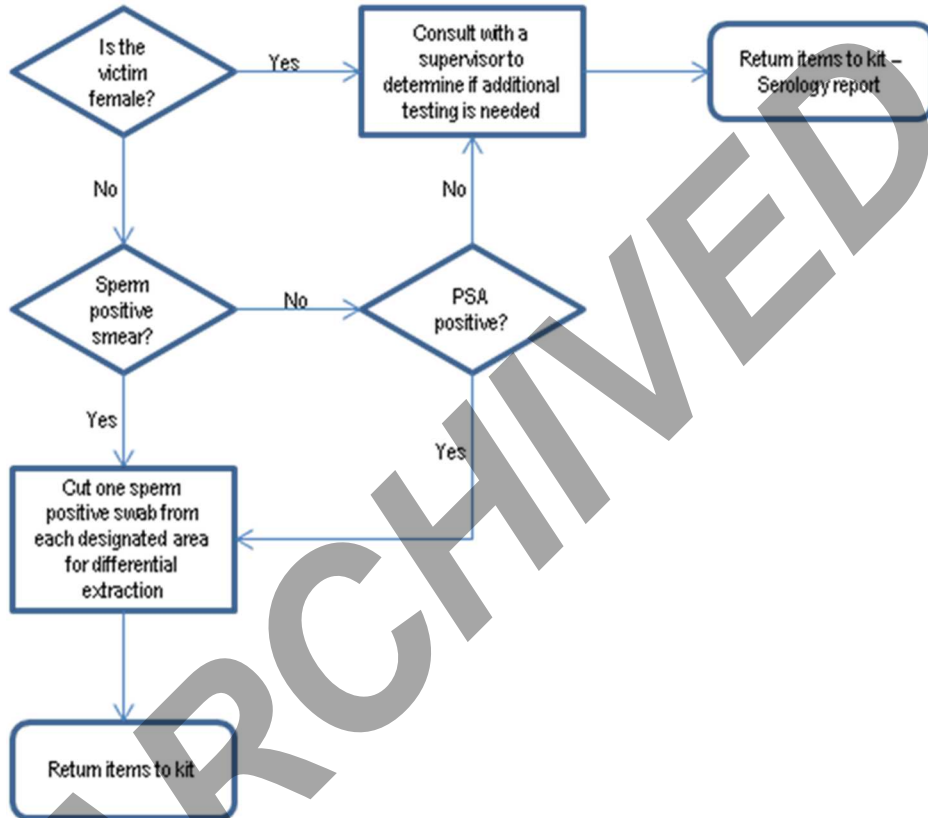 Is the
victim
female?
Yes
Consult with a
supervisor to
determine if additional
testing is needed
Return items to kit –
Serology report
No
No
Sperm
positive
smear?
No
PSA
positive?
Yes
Yes
Cut one sperm
positive swab from
each designated area
for differential
extraction
Return items to kit
ARCHIVED